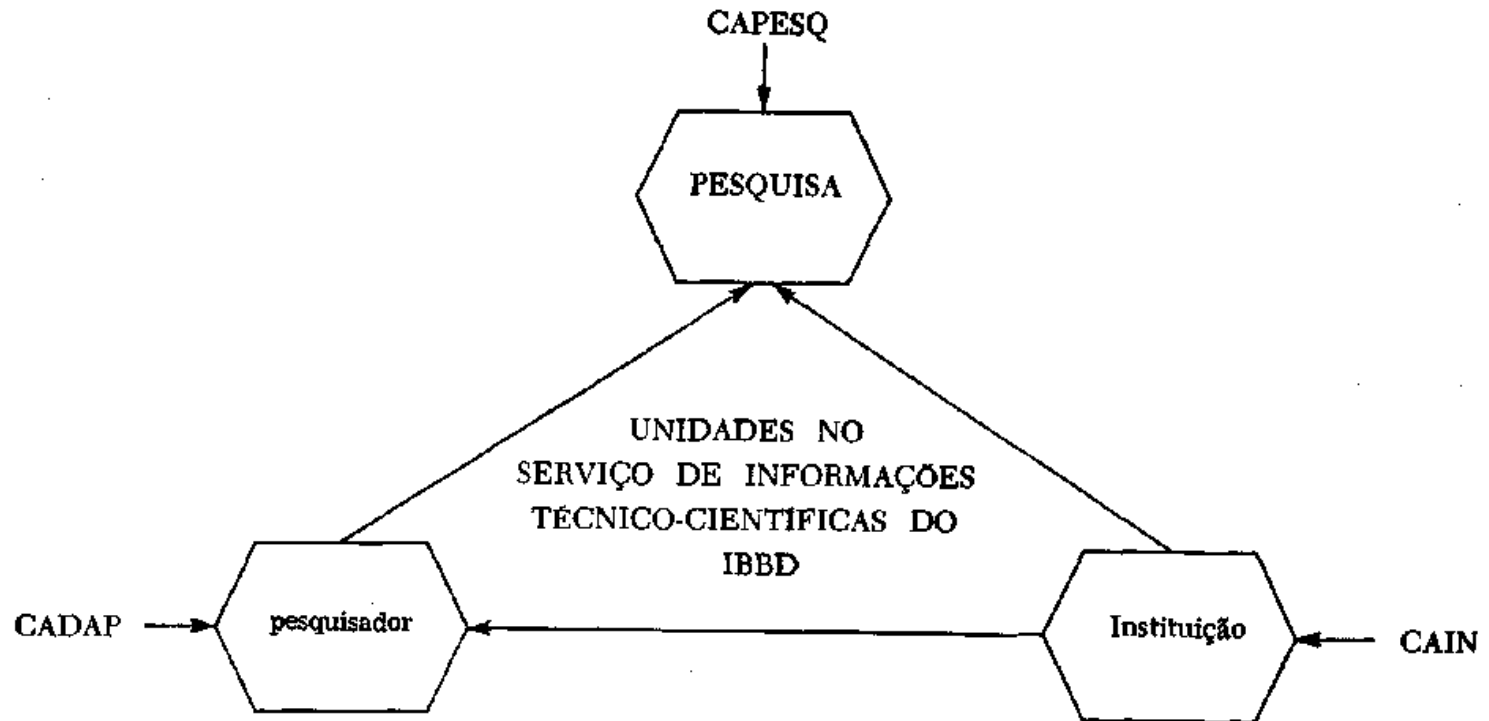 CAPESQ
PESQUISA
UNIDADES NO
SERVIÇO DE INFORMAÇÕES
TÉCNICO-CIENTÍFICAS DO
IBBD
CADAP
pesquisador
Instituição
CAIN